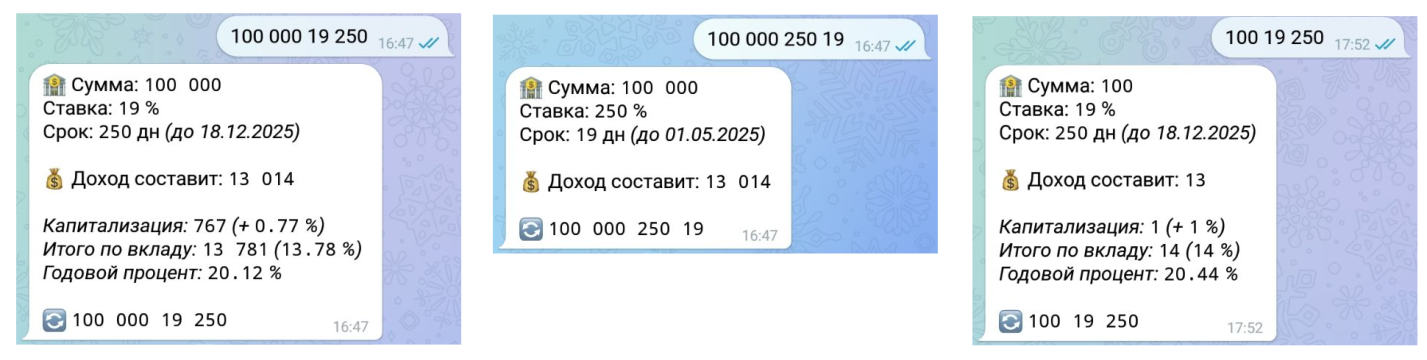 100 000 19 250 16:47
Сумма: 100 000
Ставка: 19 %
Срок: 250 дн (до 18.12.2025)
Доход составит: 13 014
Капитализация: 767 (+ 0.77 %)
Итого по вкладу: 13 781 (13.78 %)
Годовой процент: 20.12 %
100 000 19 250 16:47
100 000 250 19 16:47
Сумма: 100 000
Ставка: 250 %
Срок: 19 дн (до 01.05.2025)
Доход составит: 13 014
100 000 250 19 16:47
100 19 250 17:52
Сумма: 100
Ставка: 19 %
Срок: 250 дн (до 18.12.2025)
Доход составит: 13
Капитализация: 1 (+ 1 %)
Итого по вкладу: 14 (14 %)
Годовой процент: 20.44 %
100 19 250 17:52